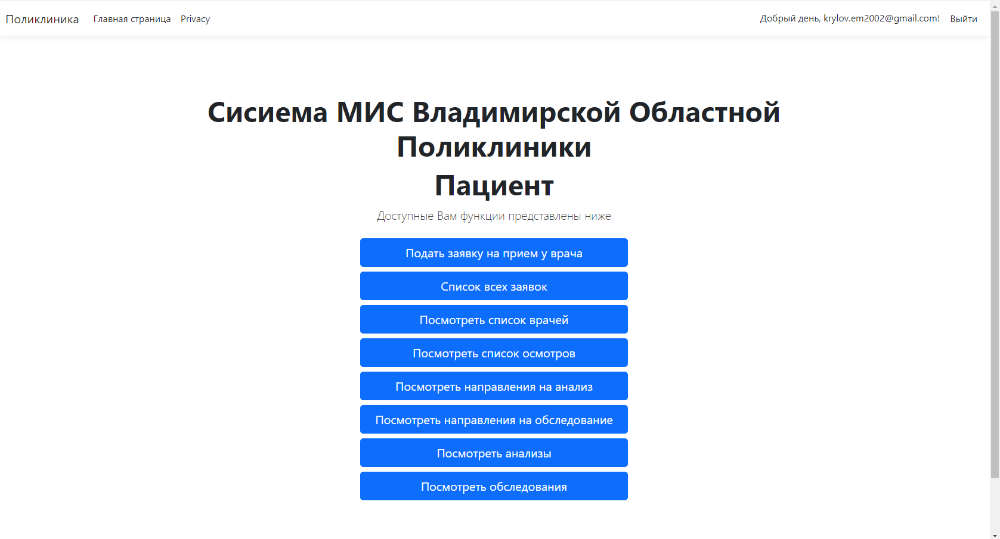 Поликлиника Главная страница Privacy Добрый день, krylov.em2002@gmail.com! Выйти
Сисиема МИС Владимирской Областной
Поликлиники
Пациент
Доступные Вам функции представлены ниже
Подать заявку на прием у врача
Список всех заявок
Посмотреть список врачей
Посмотреть список осмотров
Посмотреть направления на анализ
Посмотреть направления на обследование
Посмотреть анализы
Посмотреть обследования